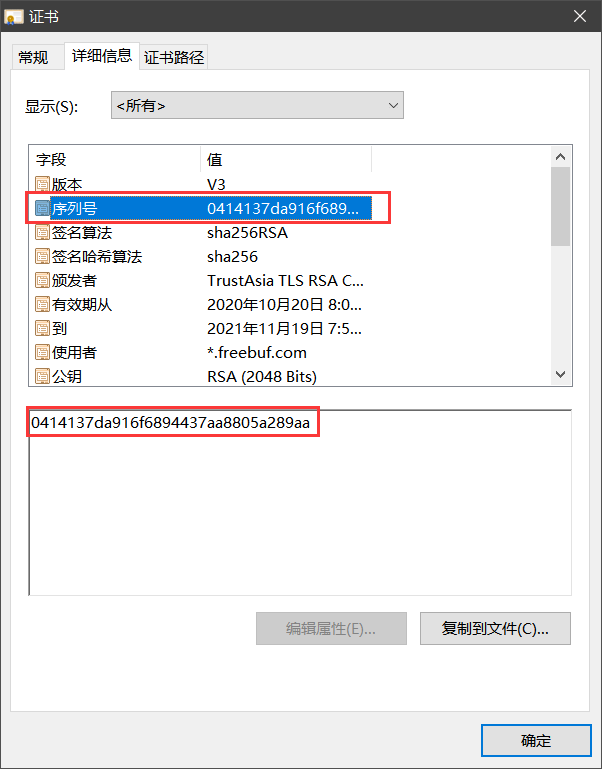 证书
常规 详细信息 证书路径
显示(S): <所有>
字段 值
版本 V3
序列号 0414137da916f689...
签名算法 sha256RSA
签名哈希算法 sha256
颁发者 TrustAsia TLS RSA C...
有效期从 2020年10月20日 8:0...
到 2021年11月19日 7:5...
使用者 *.freebuf.com
公钥 RSA (2048 Bits)
0414137da916f6894437aa8805a289aa
编辑属性(E)... 复制到文件(C)...
确定